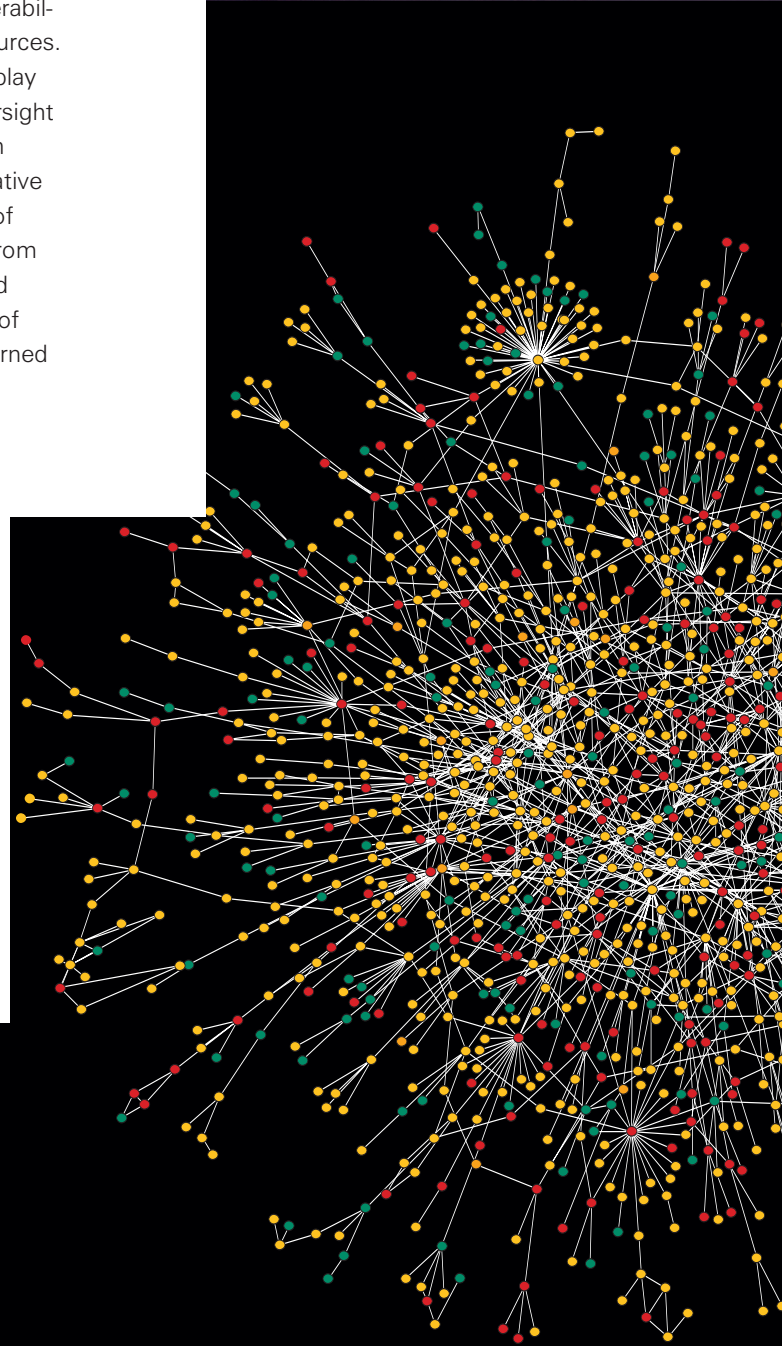 erabil-
urces.
play
rsight
n
ative
of
rom
d
of
rned